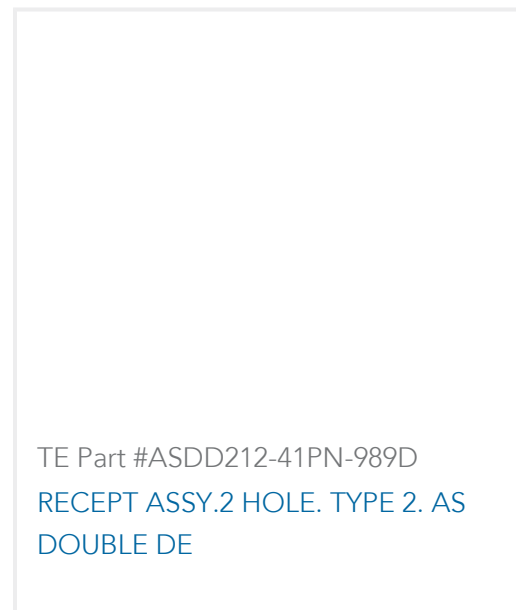 TE Part #ASDD212-41PN-989D
RECEPT ASSY.2 HOLE. TYPE 2. AS
DOUBLE DE